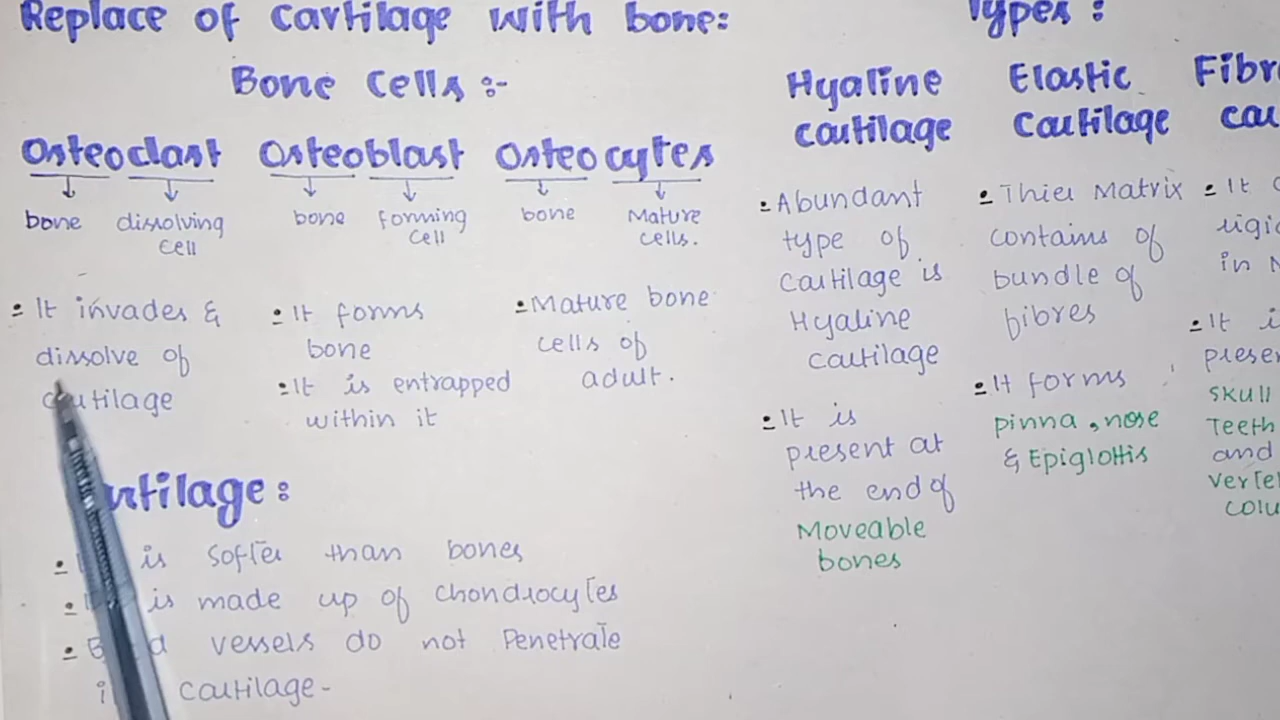 Replace of Cartilage with bone:
Bone Cells :-
Osteoclast
bone dissolving
Cell
- It invades &
dissolve of
cartilage
Osteoblast
bone forming
Cell
- It forms
bone
- It is entrapped
within it
Osteocytes
bone Mature
cells.
- Mature bone
cells of
adult.
is softer than bones
is made up of chondrocytes
vessels do not Penetrate
cartilage-
Types :
Hyaline
cartilage
- Abundant
type of
cartilage is
Hyaline
cartilage
- It is
present at
the end of
Moveable
bones
Elastic
Cartilage
- Thier Matrix
contains of
bundle of
fibres
- It forms
pinna, nose
& Epiglottis
- It
in
- It
skull
Teeth
and